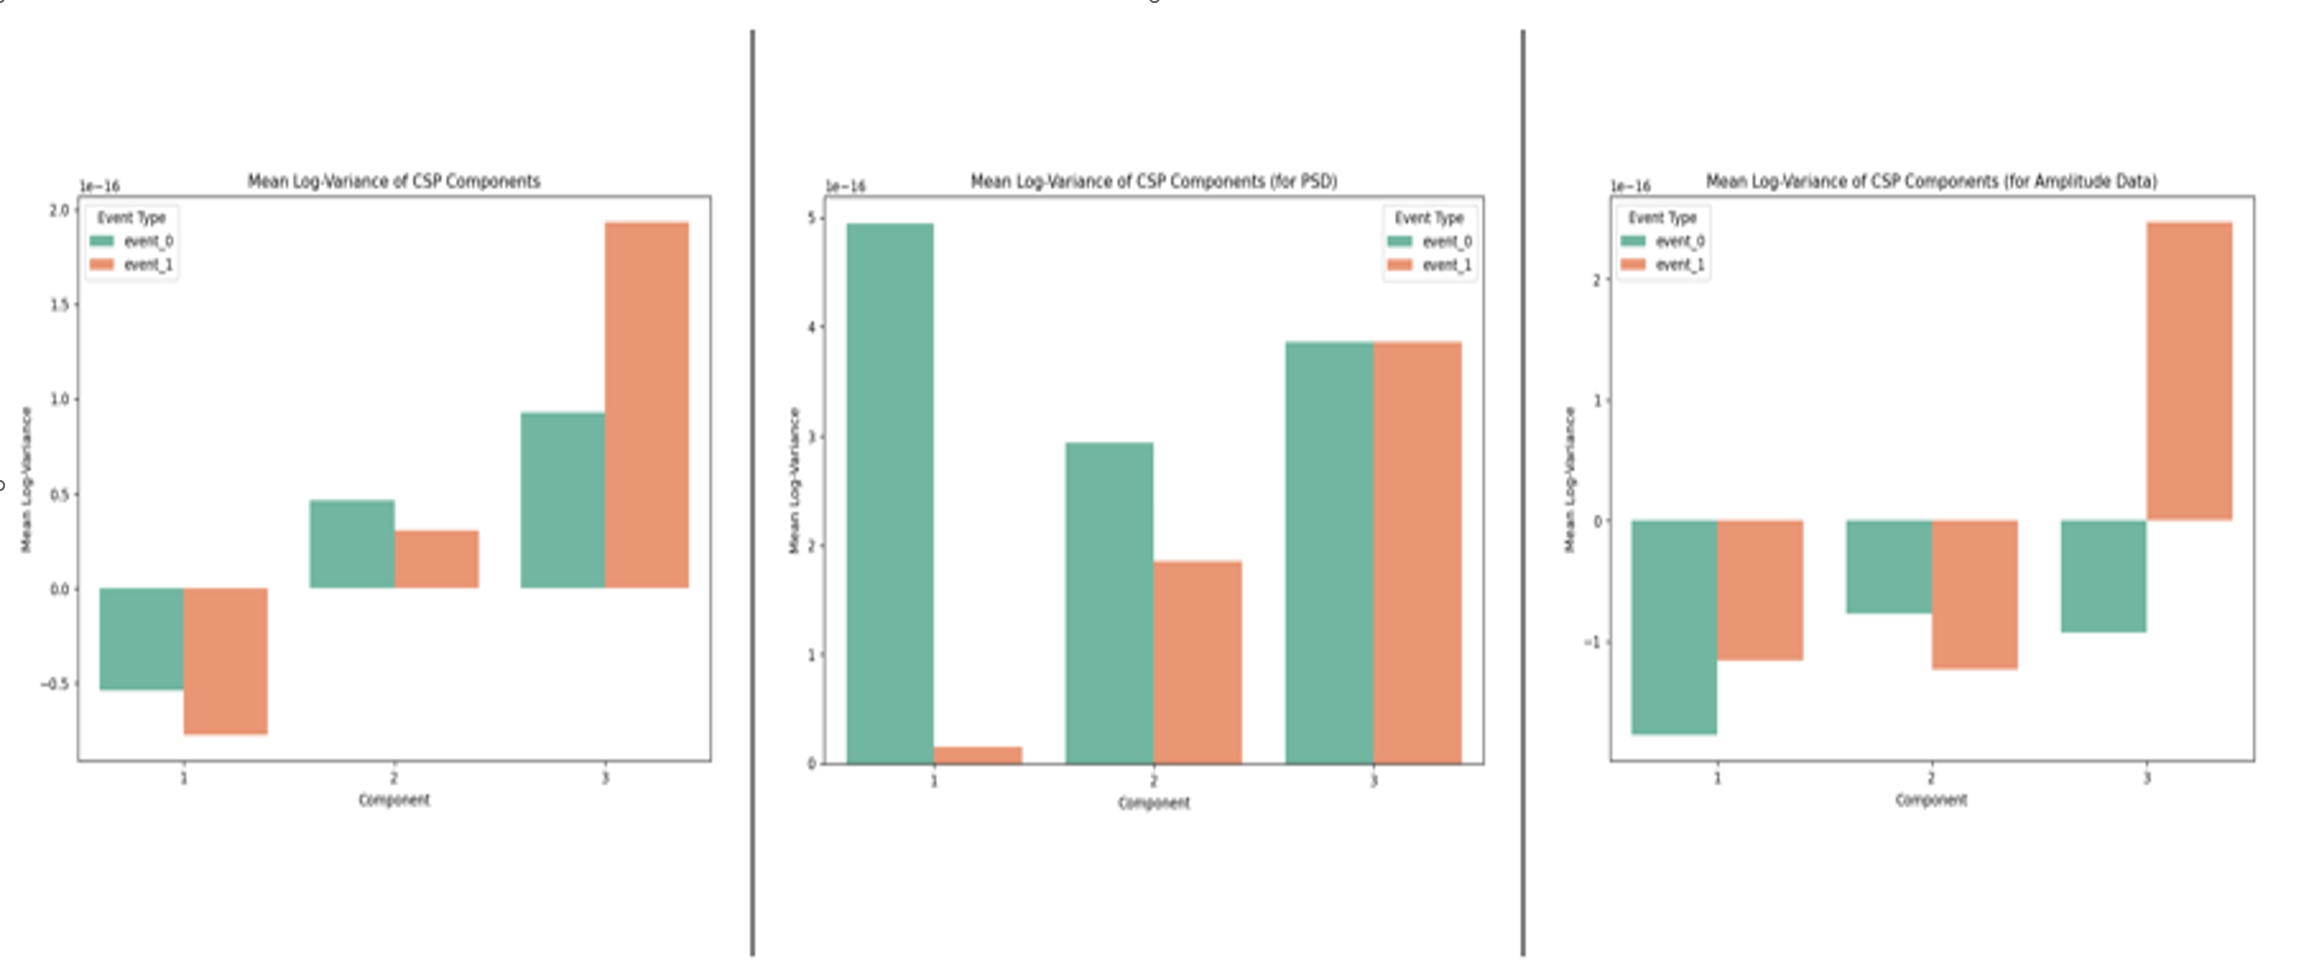 Mean Log-Variance of CSP Components
1e−16
Event Type
event_0
event_1
2.0
1.5
1.0
0.5
0.0
−0.5
Mean Log-Variance
1
2
3
Component
Mean Log-Variance of CSP Components (for PSD)
1e−16
Event Type
event_0
event_1
5
4
3
2
1
0
Mean Log-Variance
1
2
3
Component
Mean Log-Variance of CSP Components (for Amplitude Data)
1e−16
Event Type
event_0
event_1
2
1
0
−1
Mean Log-Variance
1
2
3
Component